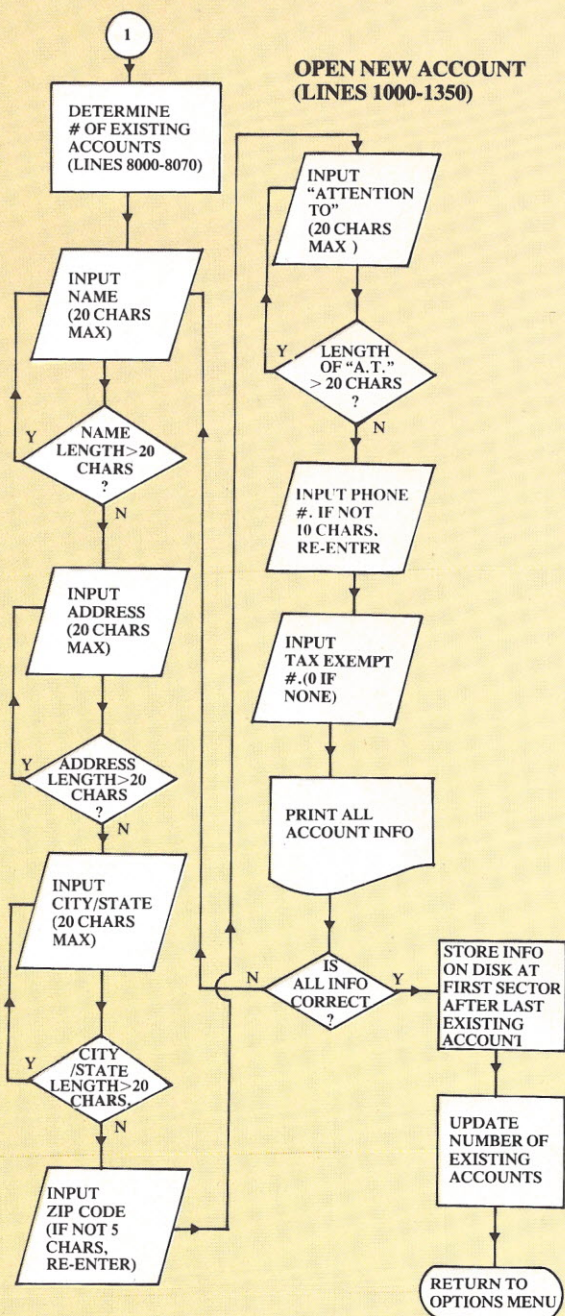 1
OPEN NEW ACCOUNT
(LINES 1000-1350)
DETERMINE
# OF EXISTING
ACCOUNTS
(LINES 8000-8070)
INPUT
NAME
(20 CHARS
MAX)
Y
NAME
LENGTH>20
CHARS
?
N
INPUT
ADDRESS
(20 CHARS
MAX)
Y
ADDRESS
LENGTH>20
CHARS
?
N
INPUT
CITY/STATE
(20 CHARS
MAX)
Y
CITY
/STATE
LENGTH>20
CHARS.
N
INPUT
ZIP CODE
(IF NOT 5
CHARS,
RE-ENTER)
INPUT
“ATTENTION
TO”
(20 CHARS
MAX )
Y
LENGTH
OF “A.T.”
> 20 CHARS
?
N
INPUT PHONE
#. IF NOT
10 CHARS,
RE-ENTER
INPUT
TAX EXEMPT
#.(0 IF
NONE)
PRINT ALL
ACCOUNT INFO
N
IS
ALL INFO
CORRECT
?
Y
STORE INFO
ON DISK AT
FIRST SECTOR
AFTER LAST
EXISTING
ACCOUNT
UPDATE
NUMBER OF
EXISTING
ACCOUNTS
RETURN TO
OPTIONS MENU